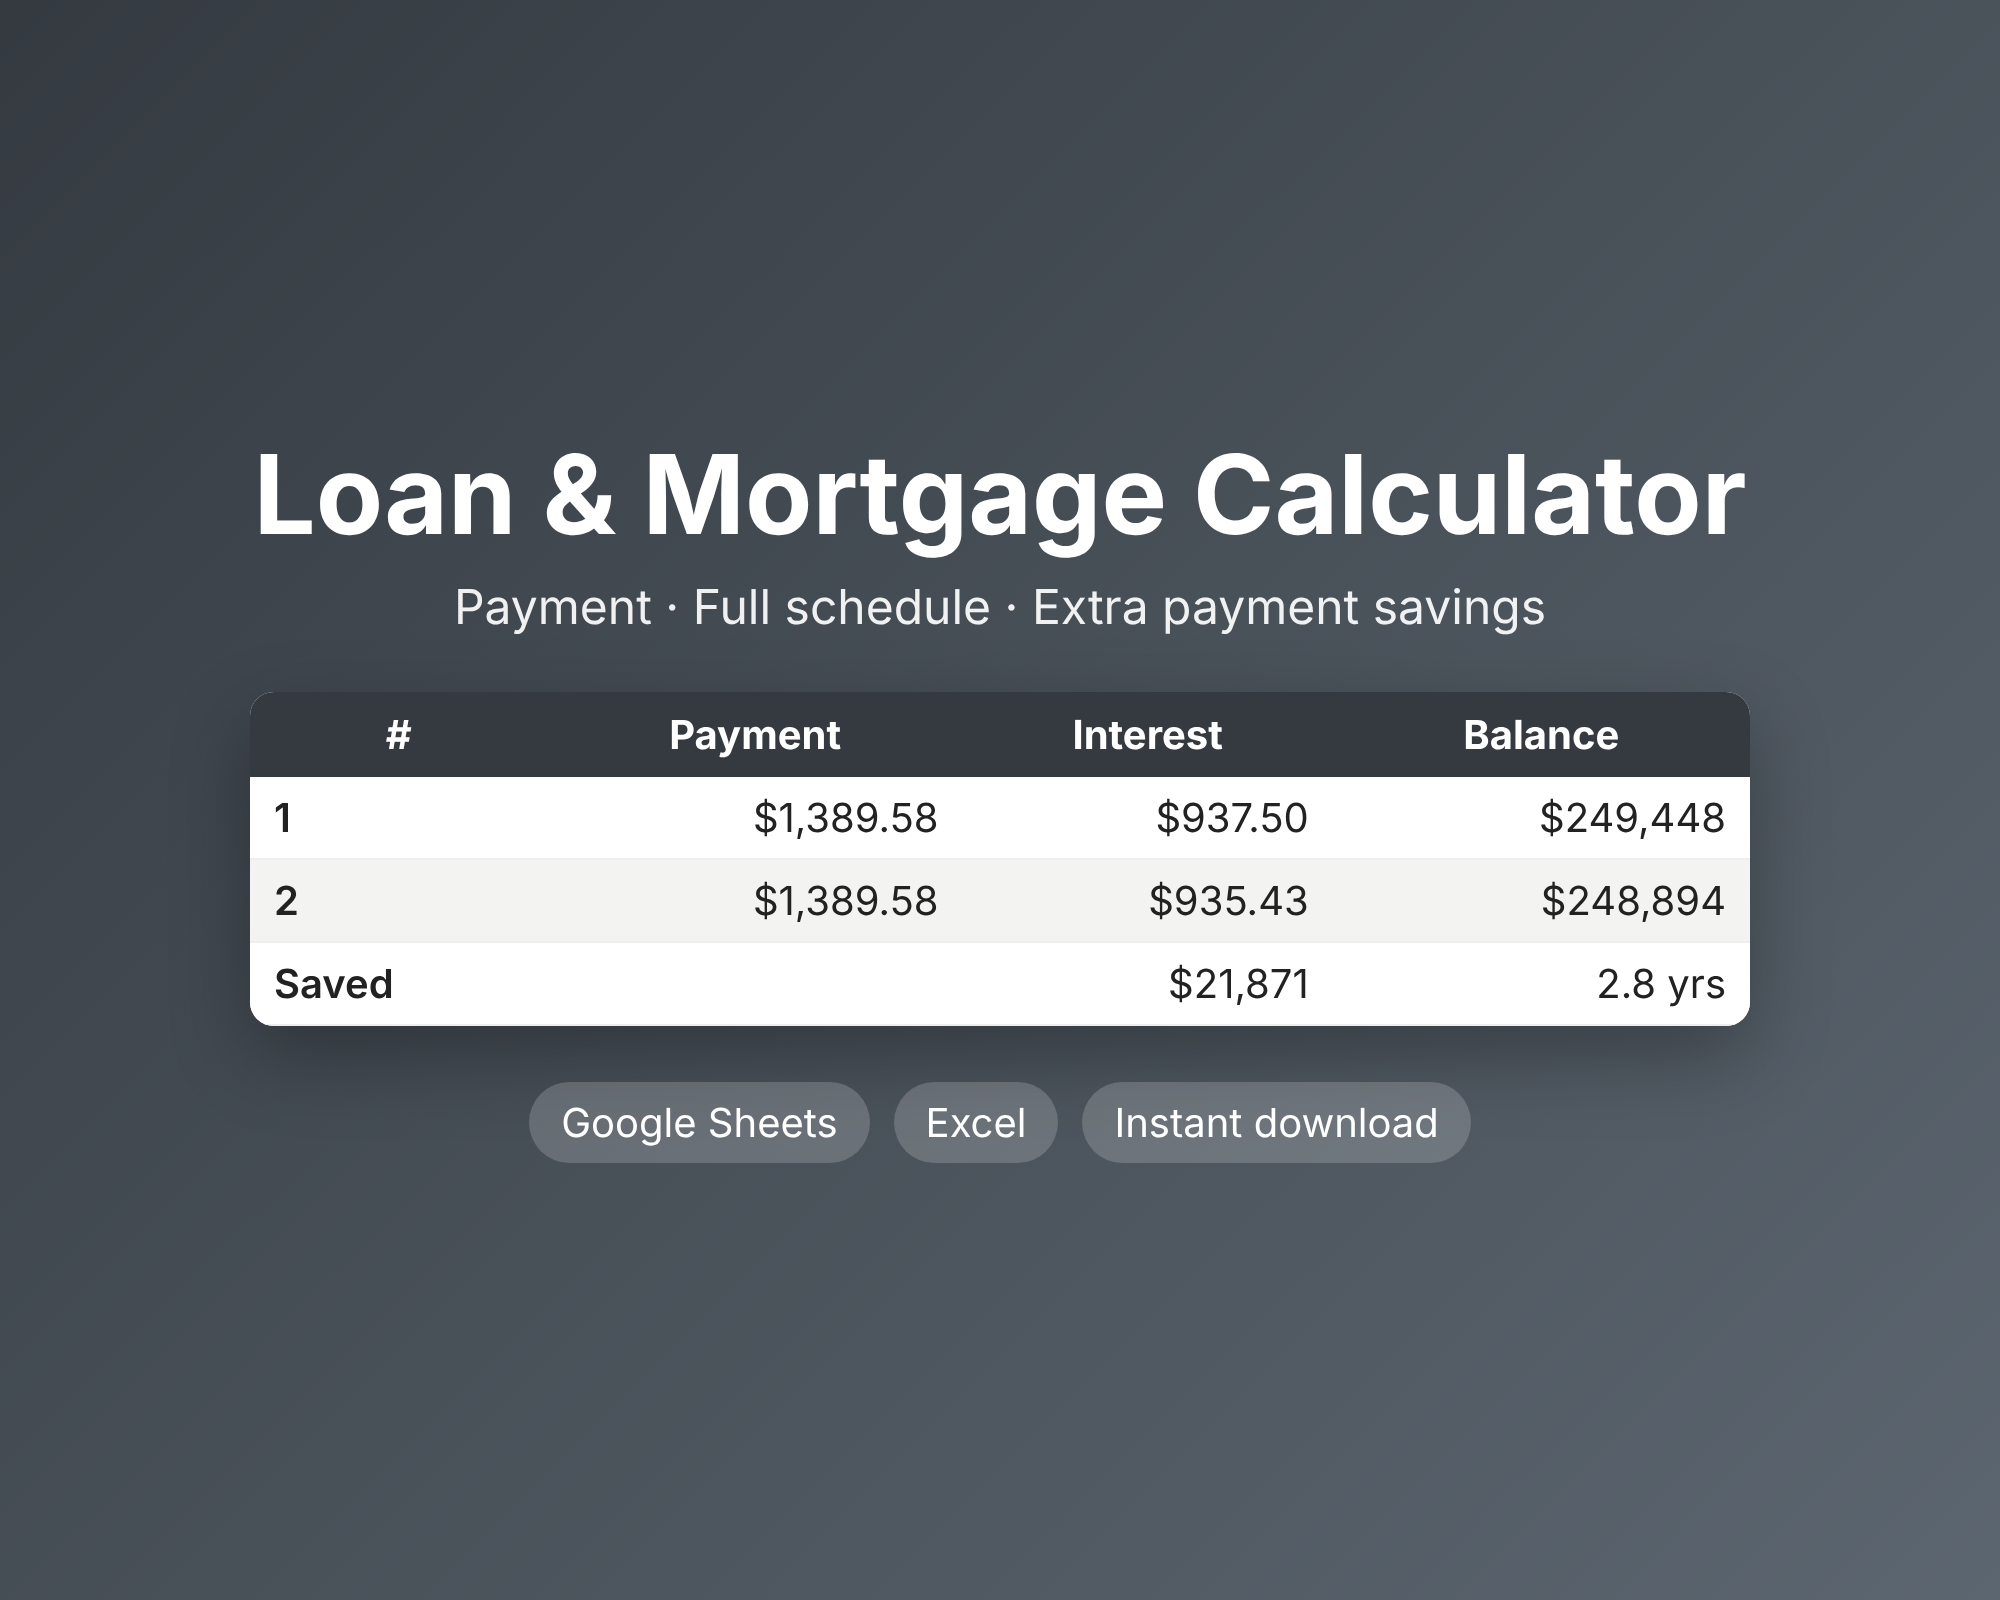 Loan & Mortgage Calculator
Payment · Full schedule · Extra payment savings
# Payment Interest Balance
1 $1,389.58 $937.50 $249,448
2 $1,389.58 $935.43 $248,894
Saved $21,871 2.8 yrs
Google Sheets Excel Instant download